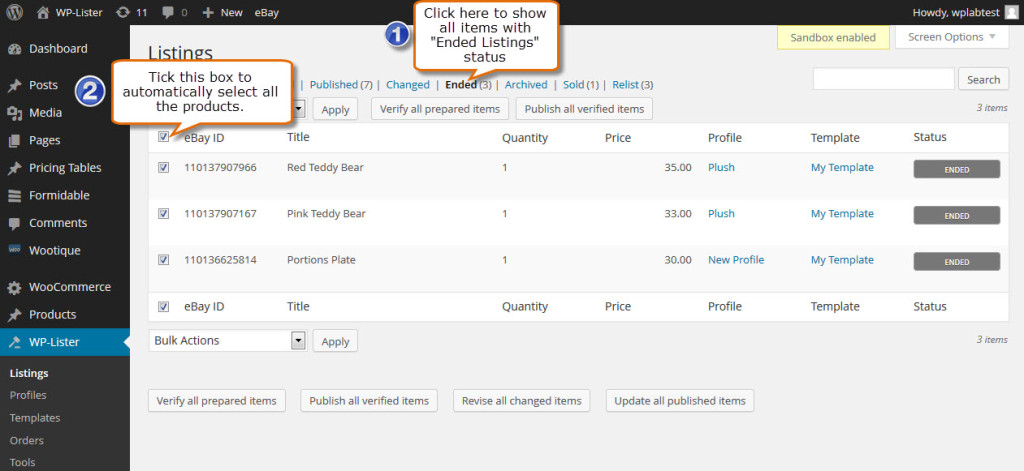 WP-Lister 11 0 + New eBay Howdy, wplabtest
1
Click here to show
all items with
"Ended Listings"
status
Sandbox enabled
Screen Options
Listings
2
Tick this box to
automatically select all
the products.
| Published (7) | Changed | Ended (3) | Archived | Sold (1) | Relist (3)
Search
Apply Verify all prepared items Publish all verified items 3 items
eBay ID Title Quantity Price Profile Template Status
110137907966 Red Teddy Bear 1 35.00 Plush My Template ENDED
110137907167 Pink Teddy Bear 1 33.00 Plush My Template ENDED
110136625814 Portions Plate 1 30.00 New Profile My Template ENDED
eBay ID Title Quantity Price Profile Template Status
Bulk Actions Apply 3 items
Verify all prepared items Publish all verified items Revise all changed items Update all published items
Dashboard
Posts
Media
Pages
Pricing Tables
Formidable
Comments
Wootique
WooCommerce
Products
WP-Lister
Listings
Profiles
Templates
Orders
Tools